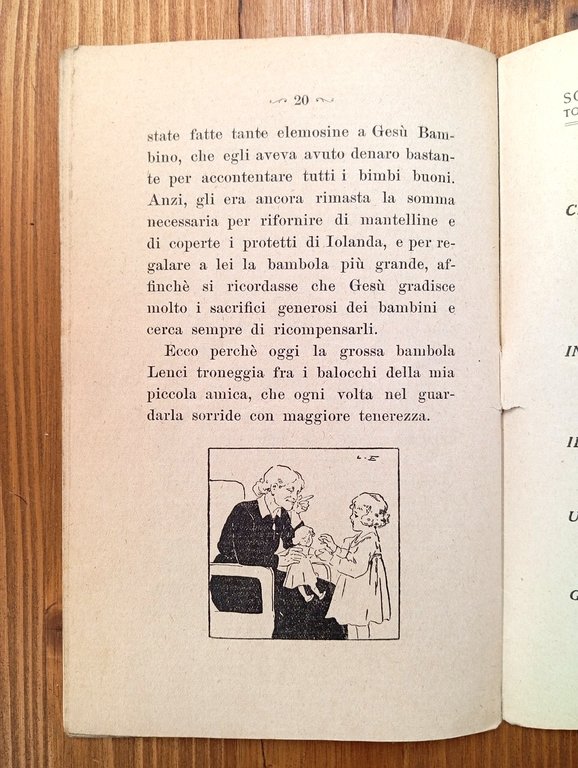 20
state fatte tante elemosine a Gesù Bam-
bino, che egli aveva avuto denaro bastan-
te per accontentare tutti i bimbi buoni.
Anzi, gli era ancora rimasta la somma
necessaria per rifornire di mantelline e
di coperte i protetti di Iolanda, e per re-
galare a lei la bambola più grande, af-
finchè si ricordasse che Gesù gradisce
molto i sacrifici generosi dei bambini e
cerca sempre di ricompensarli.
Ecco perchè oggi la grossa bambola
Lenci troneggia fra i balocchi della mia
piccola amica, che ogni volta nel guar-
darla sorride con maggiore tenerezza.
L. E
SO
TO
IN
U
G